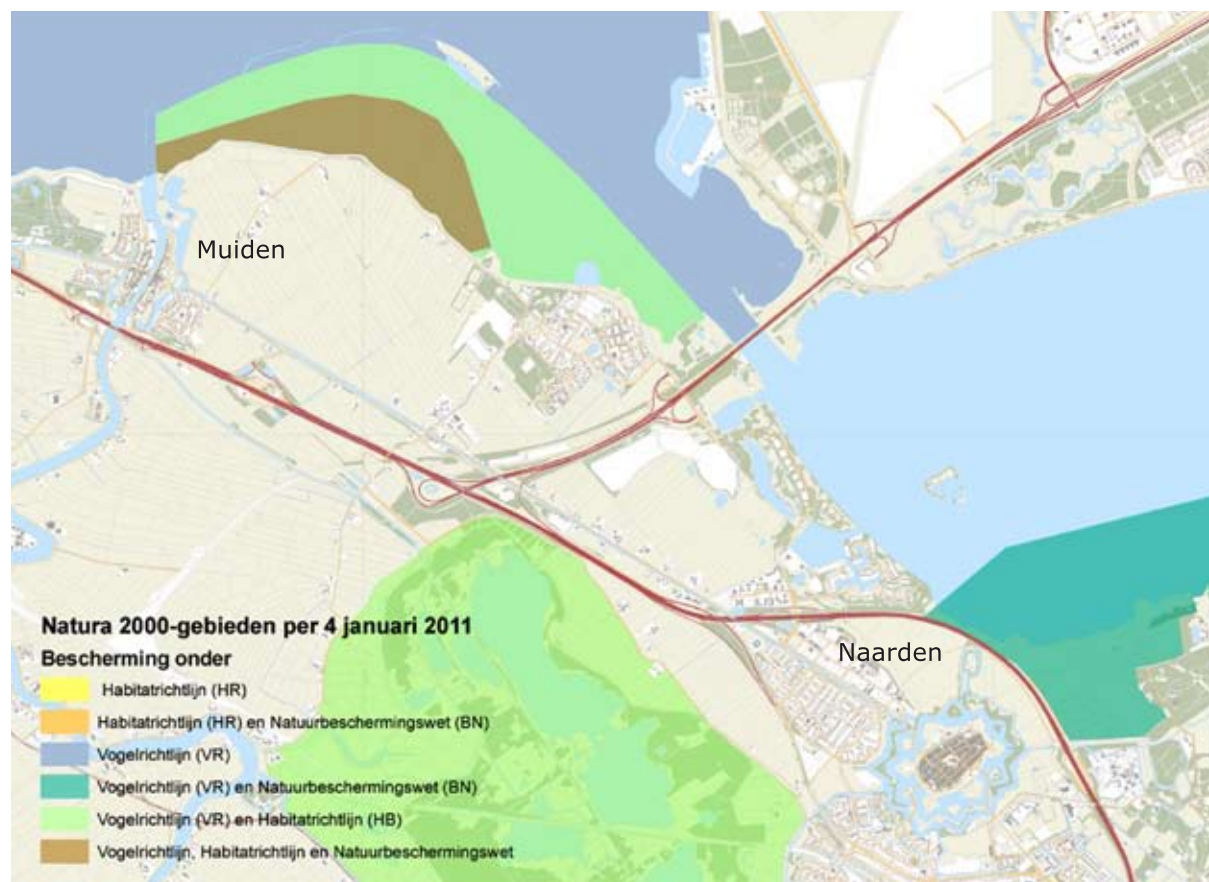 Muiden
Naarden
Natura 2000-gebieden per 4 januari 2011
Bescherming onder
Habitatrichtlijn (HR)
Habitatrichtlijn (HR) en Natuurbeschermingswet (BN)
Vogelrichtlijn (VR)
Vogelrichtlijn (VR) en Natuurbeschermingswet (BN)
Vogelrichtlijn (VR) en Habitatrichtlijn (HB)
Vogelrichtlijn, Habitatrichtlijn en Natuurbeschermingswet